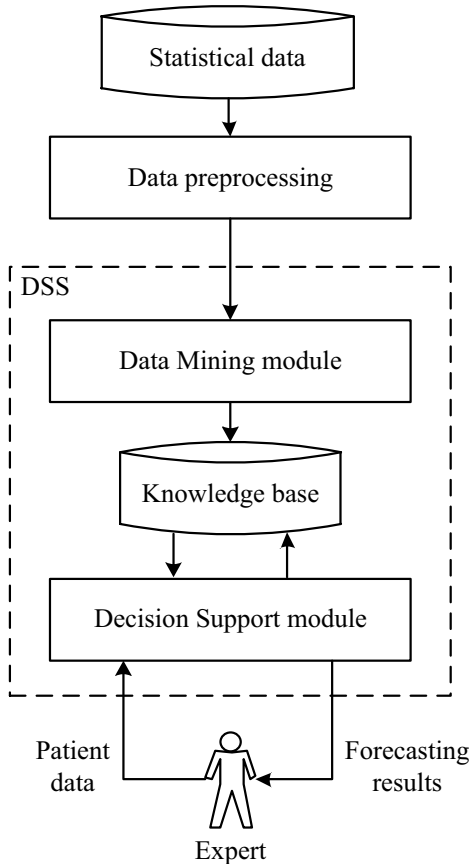 Statistical data
Data preprocessing
DSS
Data Mining module
Knowledge base
Decision Support module
Patient
data
Forecasting
results
Expert